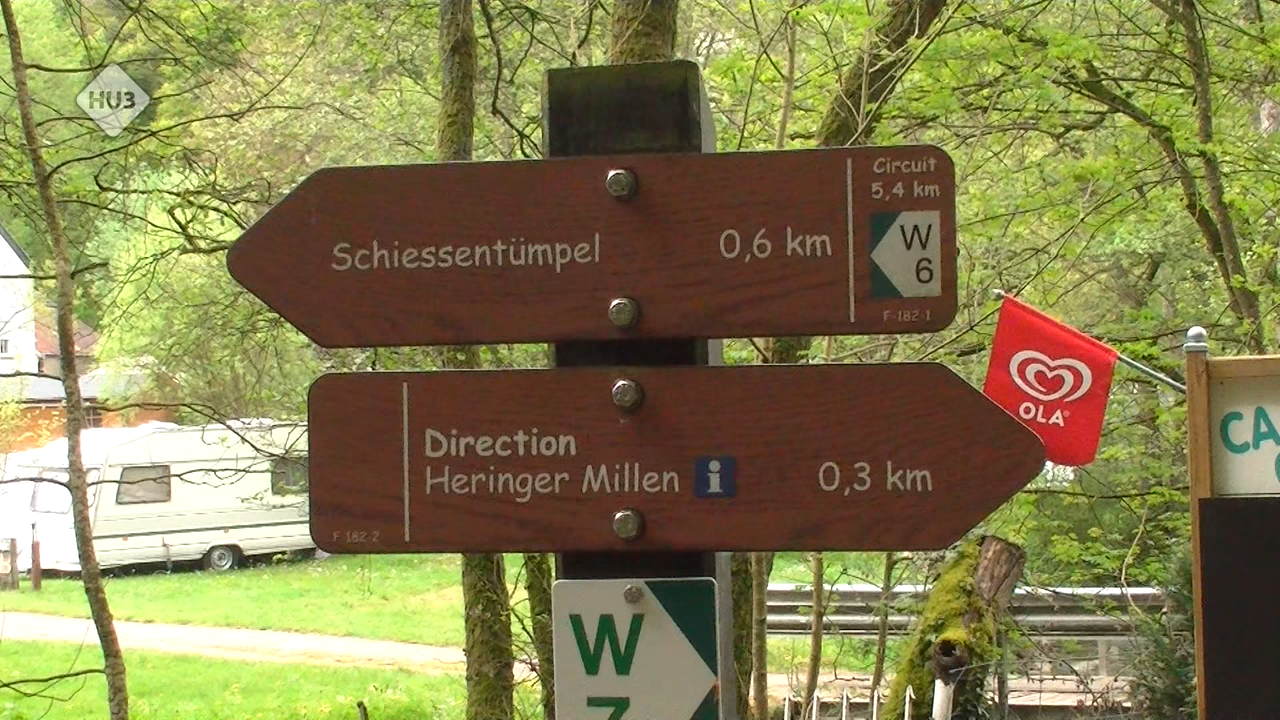 HU3
Circuit
5,4 km
Schiessentümpel 0,6 km
W
6
F-182-1
OLA
Direction
Heringer Millen i 0,3 km
F 182-2
CA
W
7